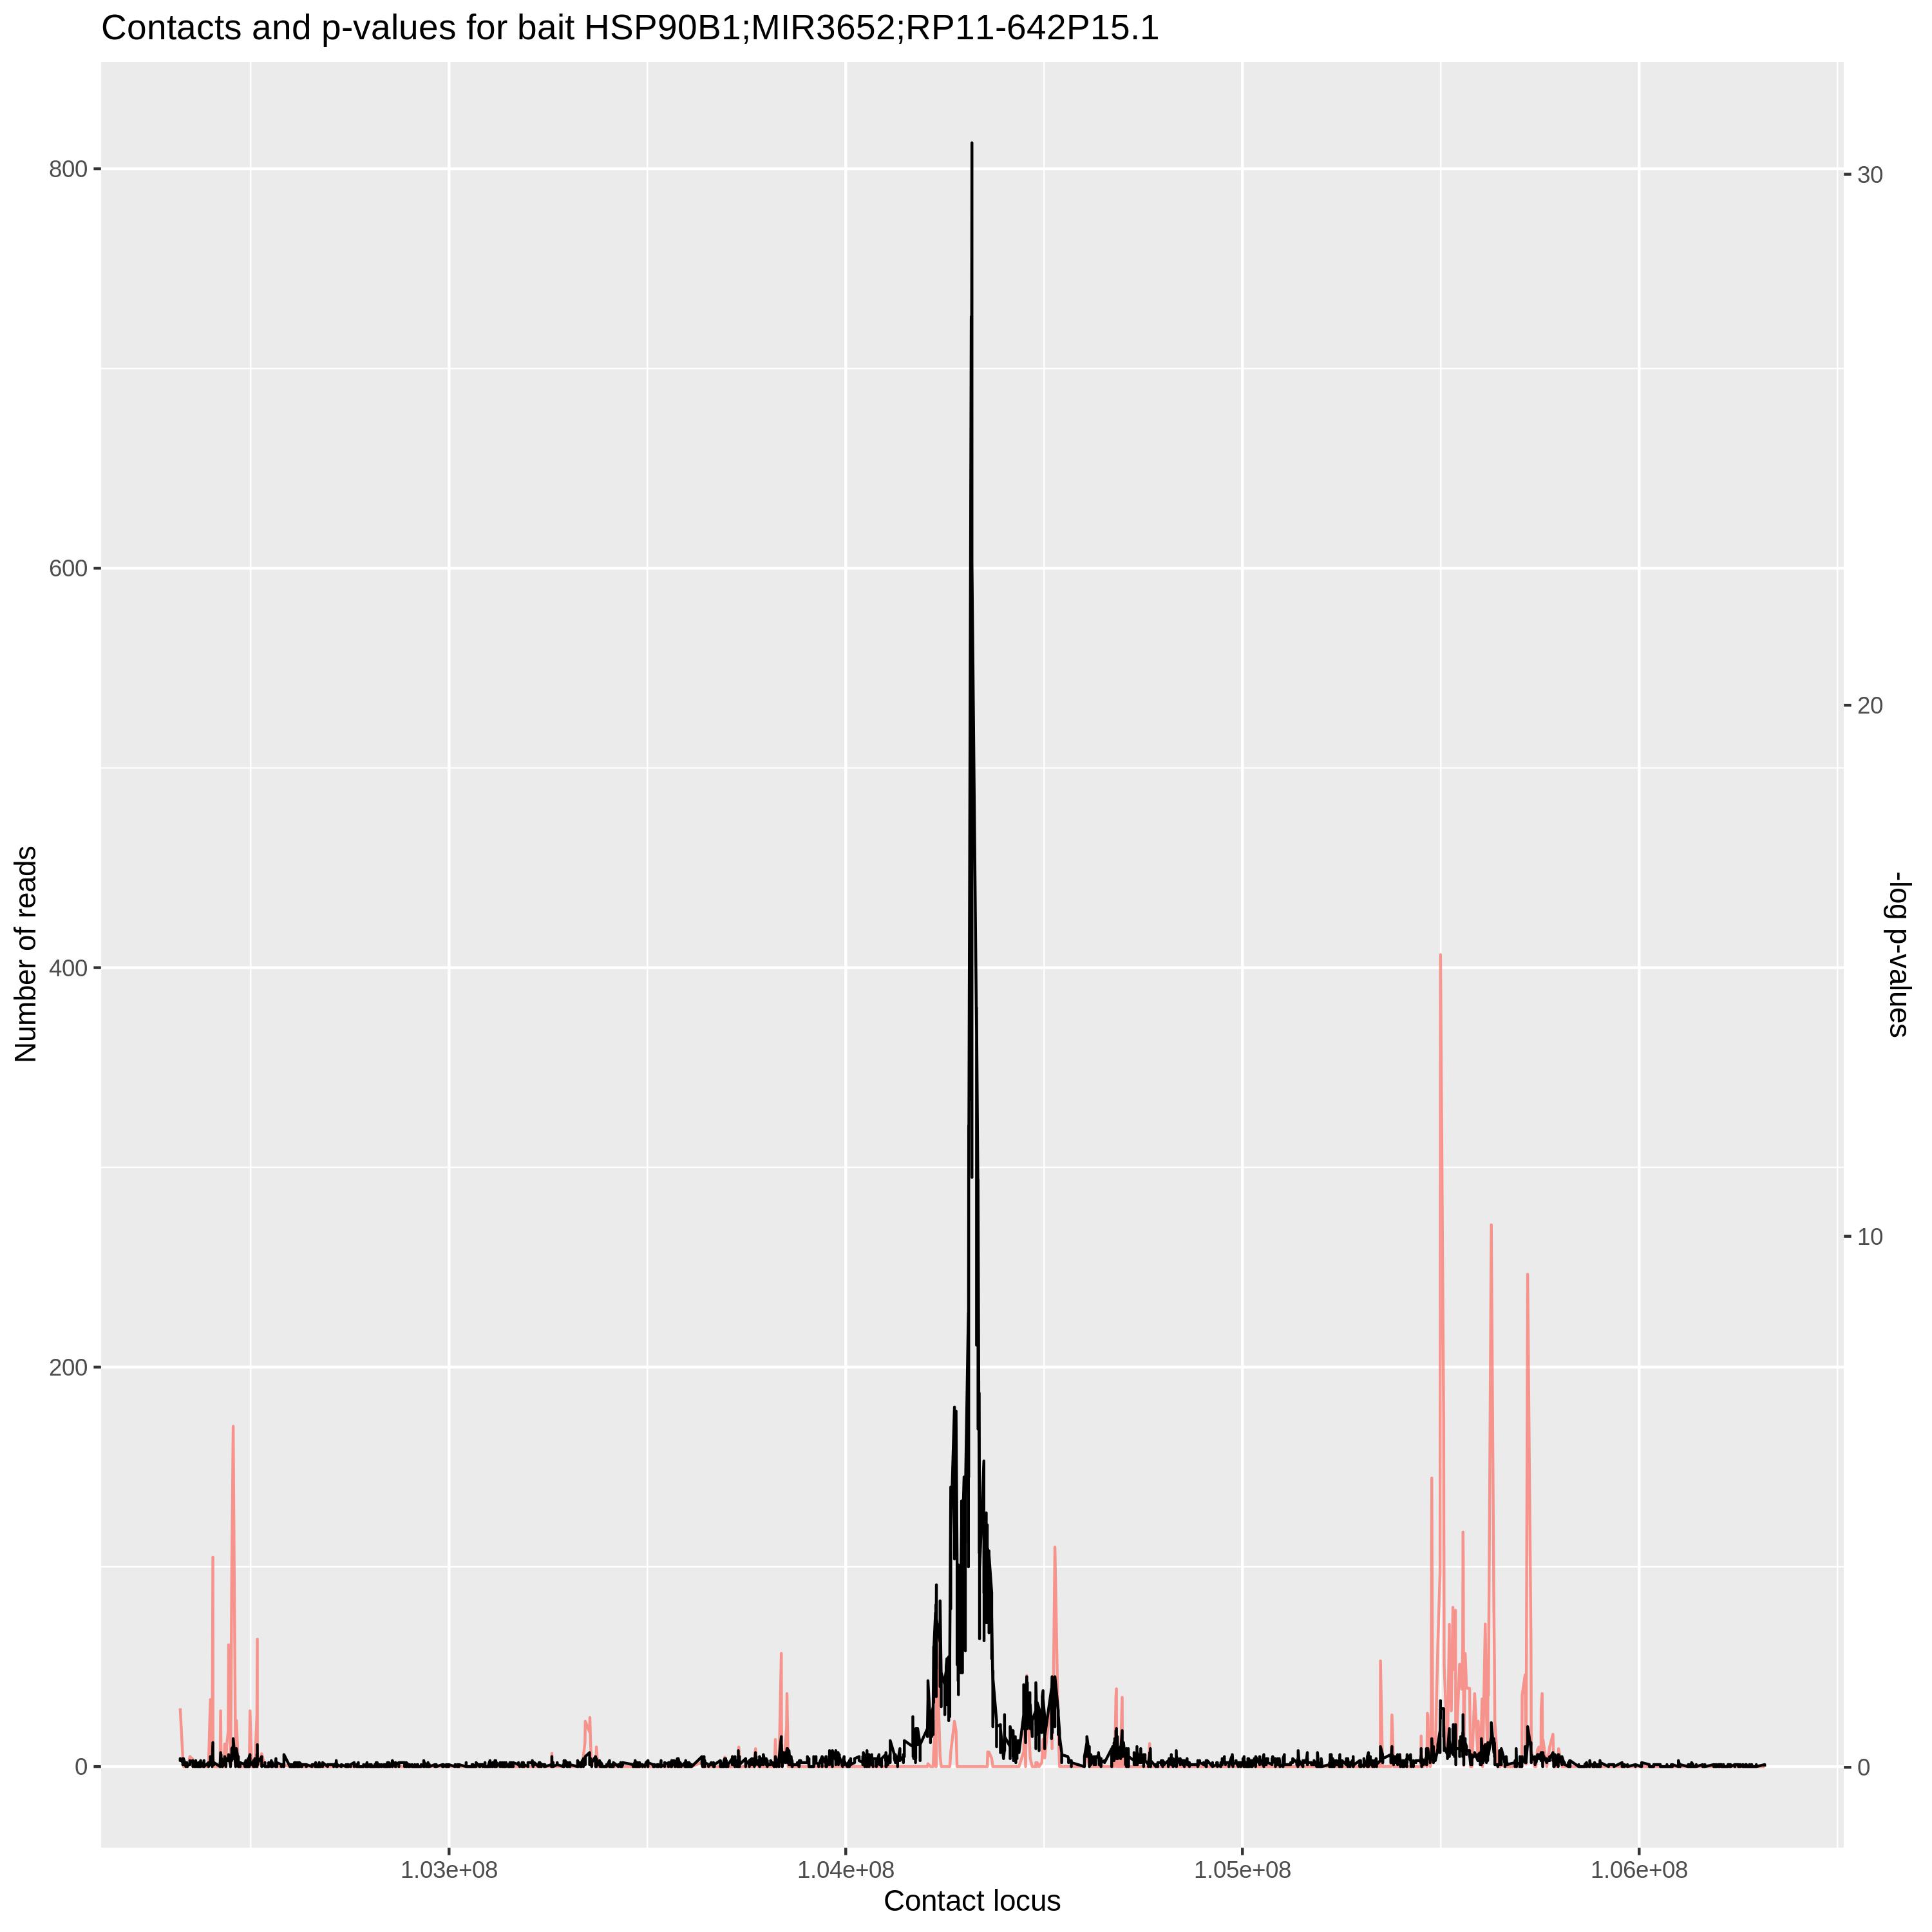 Contacts and p-values for bait HSP90B1;MIR3652;RP11-642P15.1
800
600
400
200
0
Number of reads
30
20
10
0
-log p-values
1.03e+08
1.04e+08
1.05e+08
1.06e+08
Contact locus